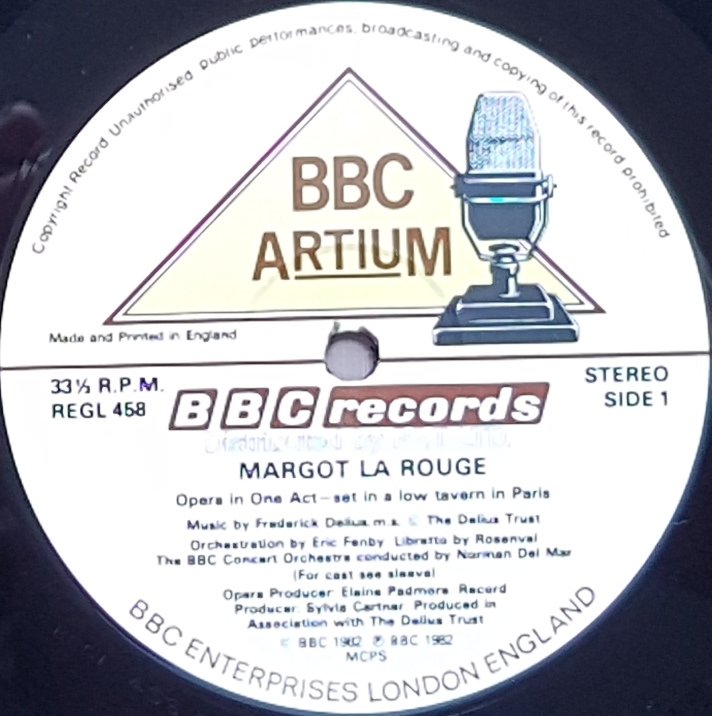 Copyright Record Unauthorised public performances, broadcasting and copying of this record prohibited
BBC
ARTIUM
Made and Printed in England
33⅓ R.P.M.
REGL 458
STEREO
SIDE 1
BBC records
MARGOT LA ROUGE
Opera in One Act – set in a low tavern in Paris
Music by Frederick Delius m.s. © The Delius Trust
Orchestration by Eric Fenby Libretto by Rosenval
The BBC Concert Orchestra conducted by Norman Del Mar
(For cast see sleeve)
Opera Producer Elaine Padmore Record
Producer: Sylvia Cartner Produced in
Association with The Delius Trust
© BBC 1982 ℗ BBC 1982
MCPS
BBC ENTERPRISES LONDON ENGLAND